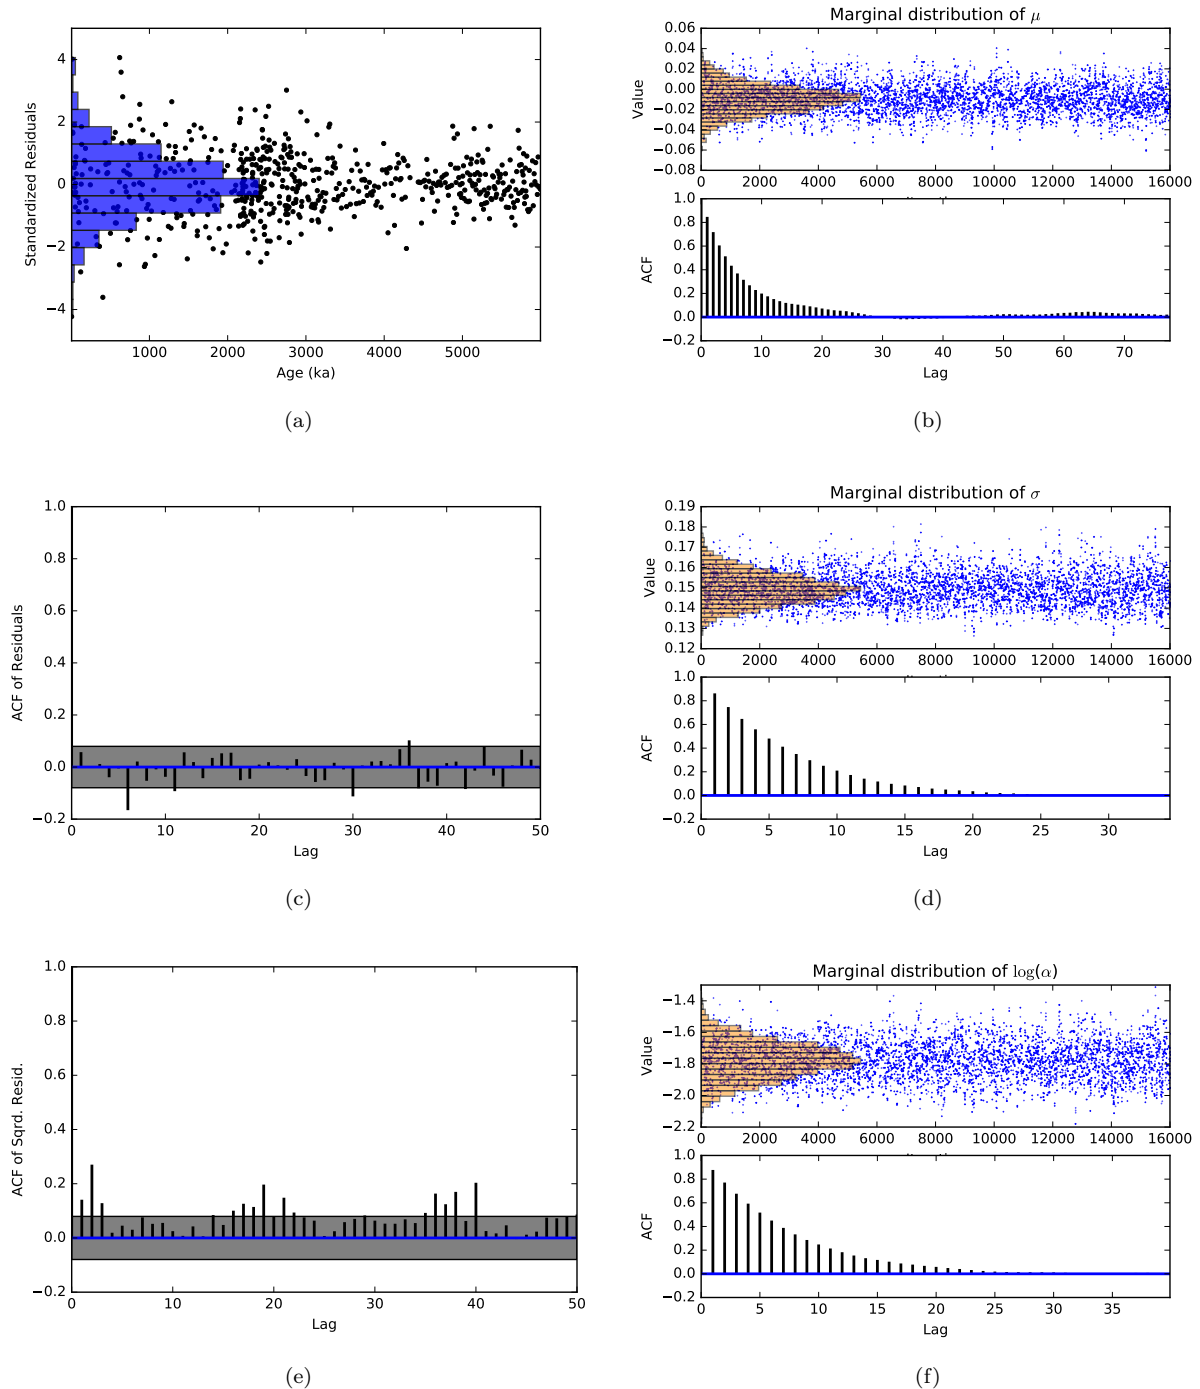 4
2
0
−2
−4
Standardized Residuals
1000 2000 3000 4000 5000
Age (ka)
(a)
Marginal distribution of μ
0.06
0.04
0.02
0.00
−0.02
−0.04
−0.06
−0.08
Value
0 2000 4000 6000 8000 10000 12000 14000 16000
1.0
0.8
0.6
0.4
0.2
0.0
−0.2
ACF
0 10 20 30 40 50 60 70
Lag
(b)
1.0
0.8
0.6
0.4
0.2
0.0
−0.2
ACF of Residuals
0 10 20 30 40 50
Lag
(c)
Marginal distribution of σ
0.19
0.18
0.17
0.16
0.15
0.14
0.13
0.12
Value
0 2000 4000 6000 8000 10000 12000 14000 16000
1.0
0.8
0.6
0.4
0.2
0.0
−0.2
ACF
0 5 10 15 20 25 30
Lag
(d)
1.0
0.8
0.6
0.4
0.2
0.0
−0.2
ACF of Sqrd. Resid.
0 10 20 30 40 50
Lag
(e)
Marginal distribution of log(α)
−1.4
−1.6
−1.8
−2.0
−2.2
Value
0 2000 4000 6000 8000 10000 12000 14000 16000
1.0
0.8
0.6
0.4
0.2
0.0
−0.2
ACF
0 5 10 15 20 25 30 35
Lag
(f)